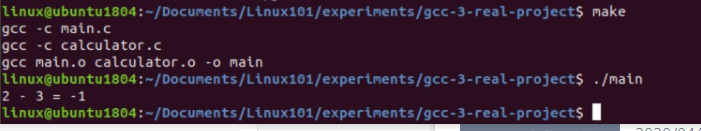 linux@ubuntu1804:~/Documents/Linux101/experiments/gcc-3-real-project$ make
gcc -c main.c
gcc -c calculator.c
gcc main.o calculator.o -o main
linux@ubuntu1804:~/Documents/Linux101/experiments/gcc-3-real-project$ ./main
2 - 3 = -1
linux@ubuntu1804:~/Documents/Linux101/experiments/gcc-3-real-project$